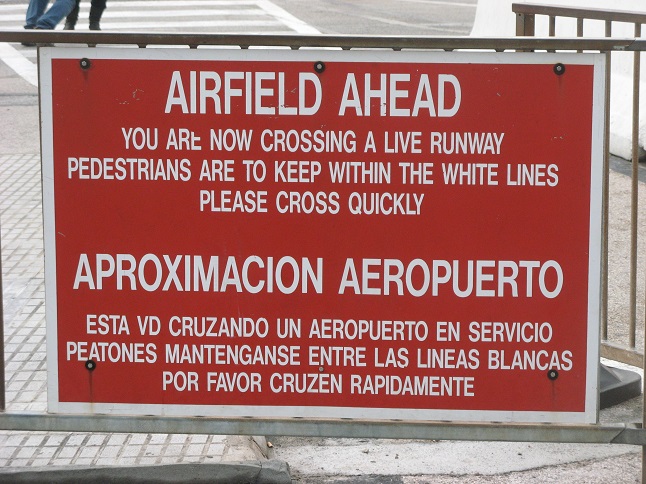 AIRFIELD AHEAD
YOU ARE NOW CROSSING A LIVE RUNWAY
PEDESTRIANS ARE TO KEEP WITHIN THE WHITE LINES
PLEASE CROSS QUICKLY
APROXIMACION AEROPUERTO
ESTA VD CRUZANDO UN AEROPUERTO EN SERVICIO
PEATONES MANTENGANSE ENTRE LAS LINEAS BLANCAS
POR FAVOR CRUZEN RAPIDAMENTE